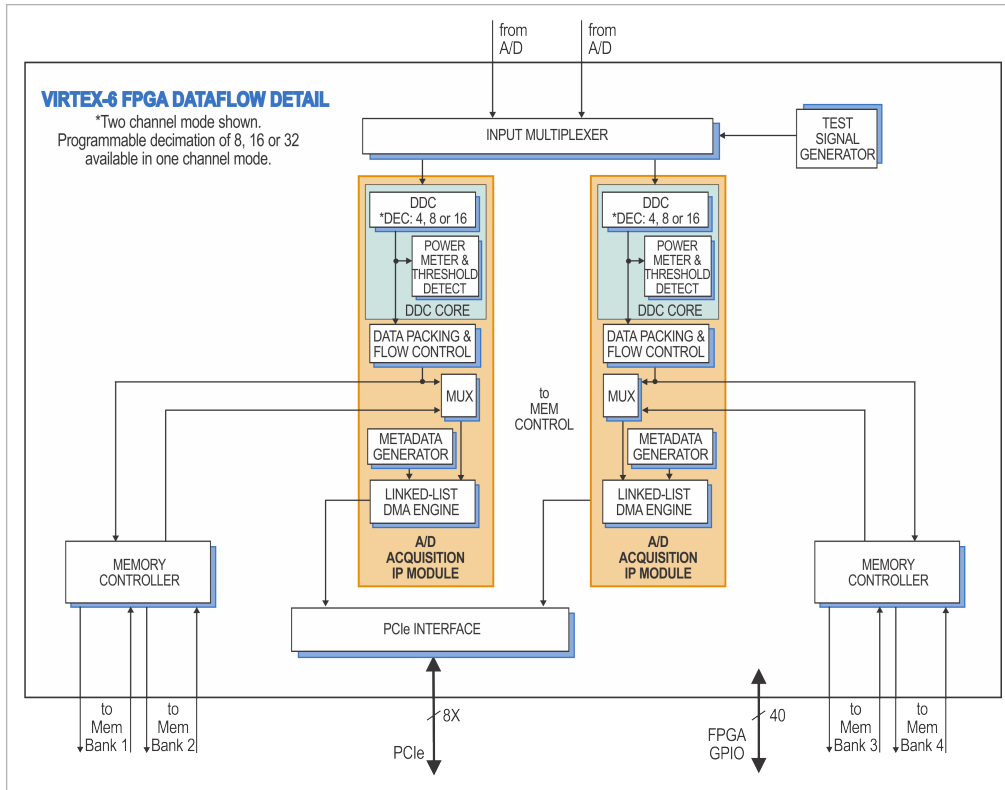 from
A/D
from
A/D
VIRTEX-6 FPGA DATAFLOW DETAIL
*Two channel mode shown.
Programmable decimation of 8, 16 or 32
available in one channel mode.
INPUT MULTIPLEXER
TEST
SIGNAL
GENERATOR
DDC
*DEC: 4, 8 or 16
POWER
METER &
THRESHOLD
DETECT
DDC CORE
DATA PACKING &
FLOW CONTROL
MUX
METADATA
GENERATOR
LINKED-LIST
DMA ENGINE
A/D
ACQUISITION
IP MODULE
to
MEM
CONTROL
DDC
*DEC: 4, 8 or 16
POWER
METER &
THRESHOLD
DETECT
DDC CORE
DATA PACKING &
FLOW CONTROL
MUX
METADATA
GENERATOR
LINKED-LIST
DMA ENGINE
A/D
ACQUISITION
IP MODULE
MEMORY
CONTROLLER
MEMORY
CONTROLLER
PCIe INTERFACE
to
Mem
Bank 1
to
Mem
Bank 2
8X
PCIe
40
FPGA
GPIO
to
Mem
Bank 3
to
Mem
Bank 4